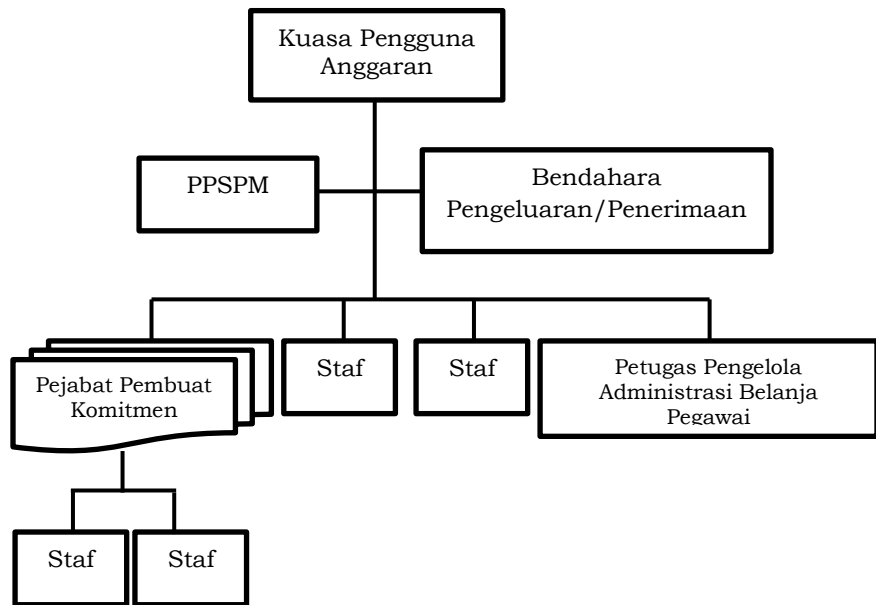 Kuasa Pengguna
Anggaran
PPSPM
Bendahara
Pengeluaran/Penerimaan
Pejabat Pembuat
Komitmen
Staf
Staf
Petugas Pengelola
Administrasi Belanja
Pegawai
Staf
Staf